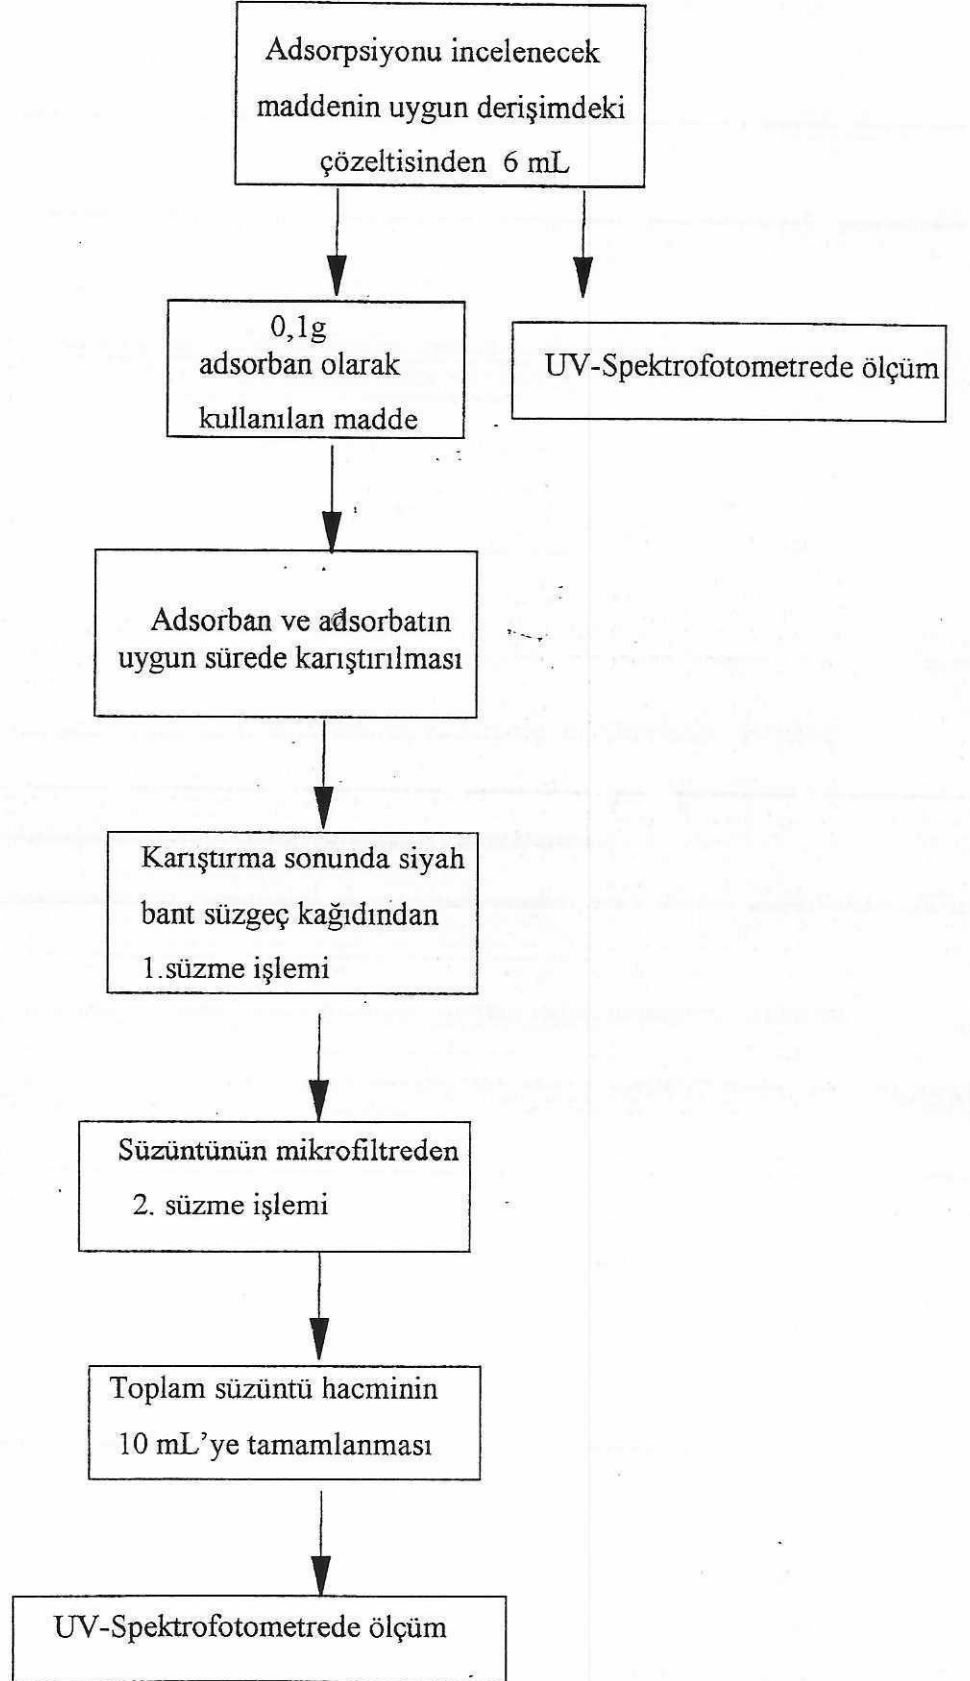 Adsorpsiyonu incelenecek
maddenin uygun derişimdeki
çözeltisinden 6 mL
0,1g
adsorban olarak
kullanılan madde
UV-Spektrofotometrede ölçüm
Adsorban ve adsorbatın
uygun sürede karıştırılması
Karıştırma sonunda siyah
bant süzgeç kağıdından
1.süzme işlemi
Süzüntünün mikrofiltreden
2. süzme işlemi
Toplam süzüntü hacminin
10 mL’ye tamamlanması
UV-Spektrofotometrede ölçüm